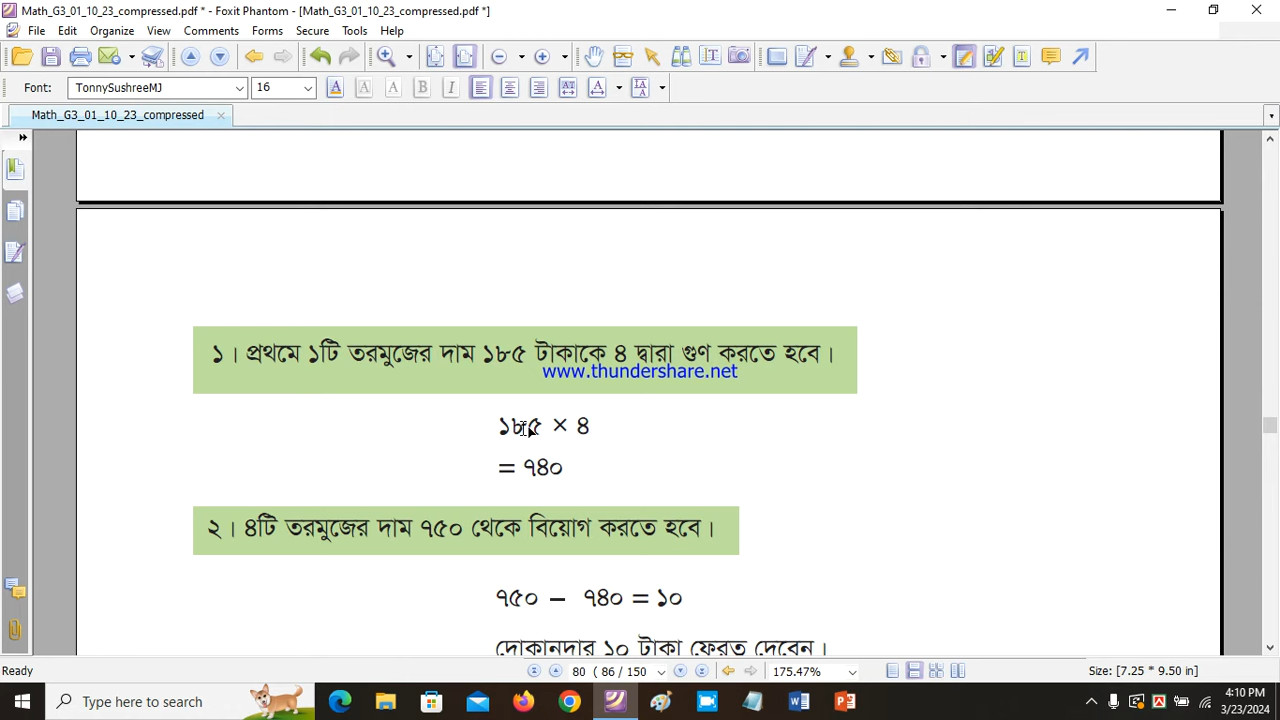 Math_G3_01_10_23_compressed.pdf * - Foxit Phantom - [Math_G3_01_10_23_compressed.pdf *]
File Edit Organize View Comments Forms Secure Tools Help
Font: TonnySushreeMJ 16
Math_G3_01_10_23_compressed
১। প্রথমে ১টি তরমুজের দাম ১৮৫ টাকাকে ৪ দ্বারা গুণ করতে হবে।
www.thundershare.net
১৮৫ × ৪
= ৭৪০
২। ৪টি তরমুজের দাম ৭৫০ থেকে বিয়োগ করতে হবে।
৭৫০ – ৭৪০ = ১০
দোকানদার ১০ টাকা ফেরত দেবেন।
Ready 80 ( 86 / 150 175.47% Size: [7.25 * 9.50 in]
Type here to search 4:10 PM
3/23/2024